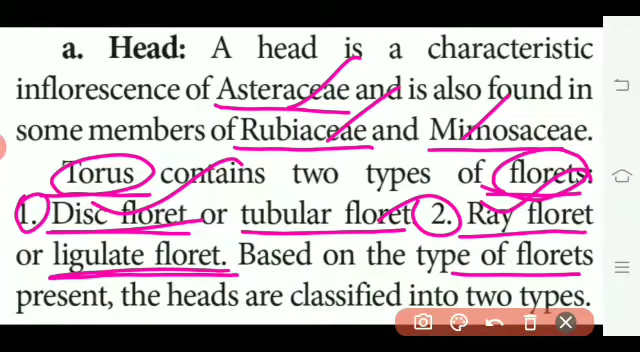 a. Head: A head is a characteristic
inflorescence of Asteraceae and is also found in
some members of Rubiaceae and Mimosaceae.
Torus contains two types of florets:
1. Disc floret or tubular floret 2. Ray floret
or ligulate floret. Based on the type of florets
present, the heads are classified into two types.